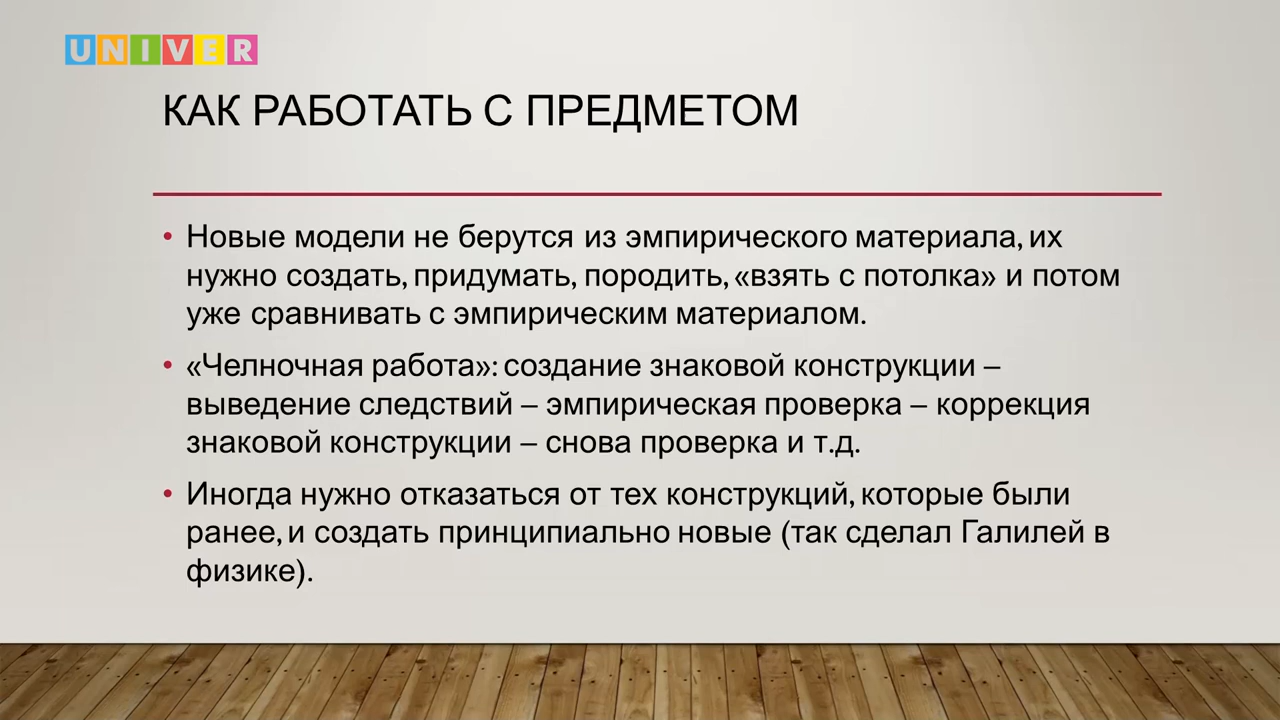 UNIVER
КАК РАБОТАТЬ С ПРЕДМЕТОМ
• Новые модели не берутся из эмпирического материала, их
нужно создать, придумать, породить, «взять с потолка» и потом
уже сравнивать с эмпирическим материалом.
• «Челночная работа»: создание знаковой конструкции –
выведение следствий – эмпирическая проверка – коррекция
знаковой конструкции – снова проверка и т.д.
• Иногда нужно отказаться от тех конструкций, которые были
ранее, и создать принципиально новые (так сделал Галилей в
физике).